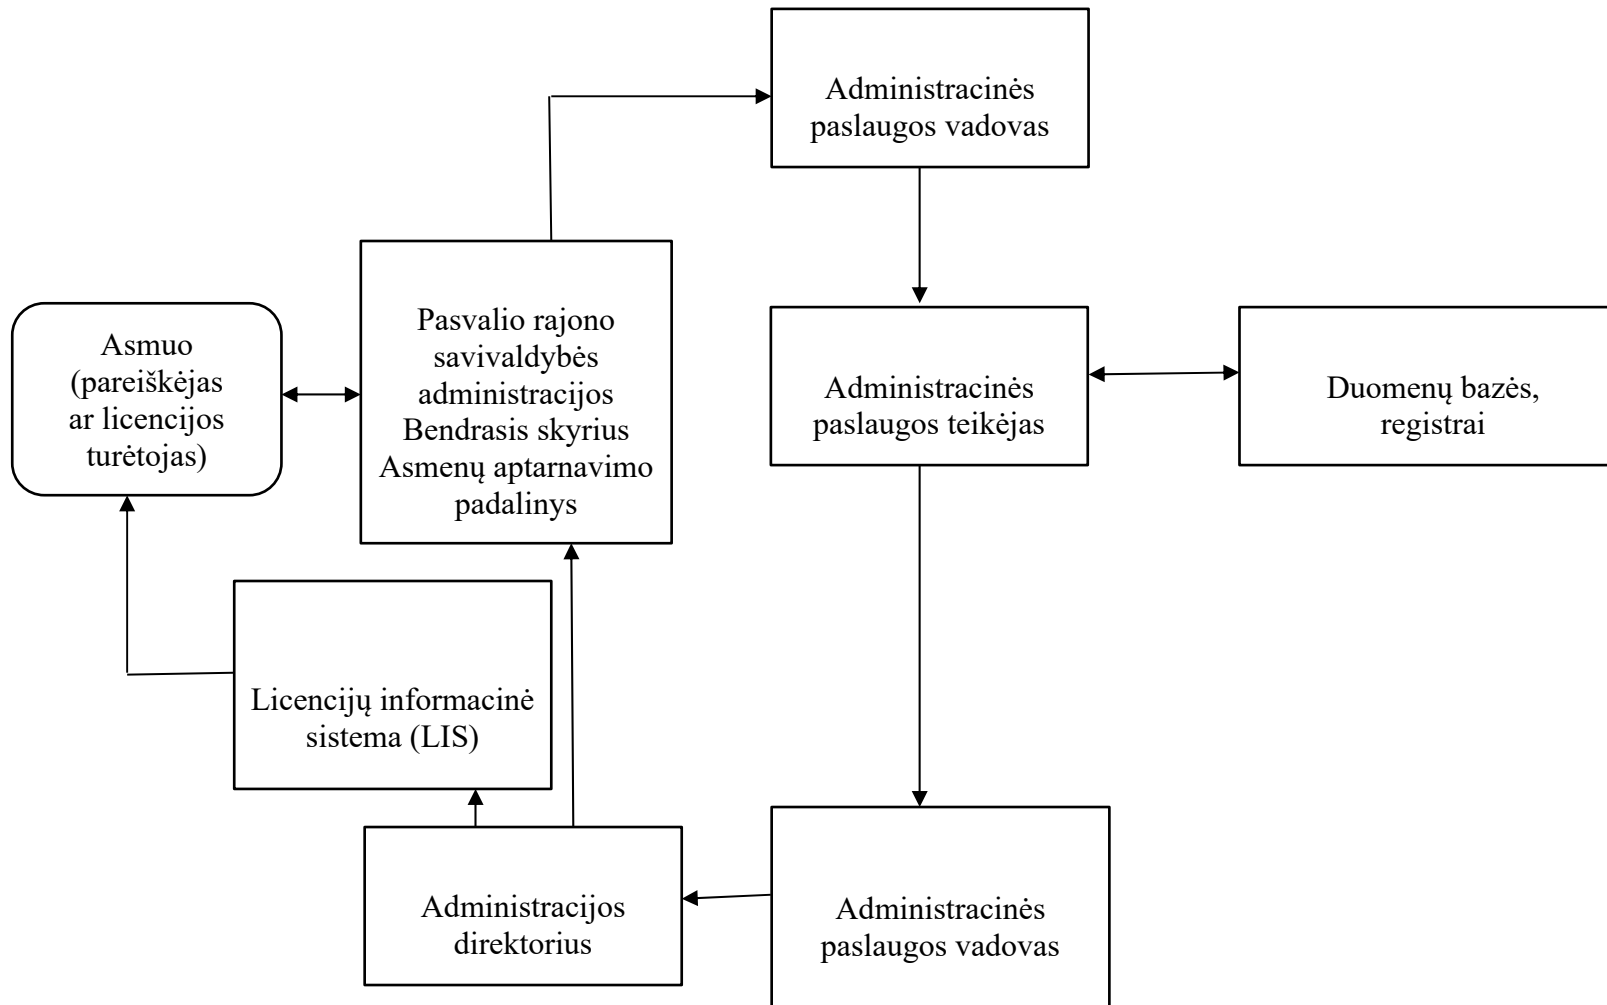 Administracinės
paslaugos vadovas
Asmuo
(pareiškėjas
ar licencijos
turėtojas)
Pasvalio rajono
savivaldybės
administracijos
Bendrasis skyrius
Asmenų aptarnavimo
padalinys
Administracinės
paslaugos teikėjas
Duomenų bazės,
registrai
Licencijų informacinė
sistema (LIS)
Administracijos
direktorius
Administracinės
paslaugos vadovas